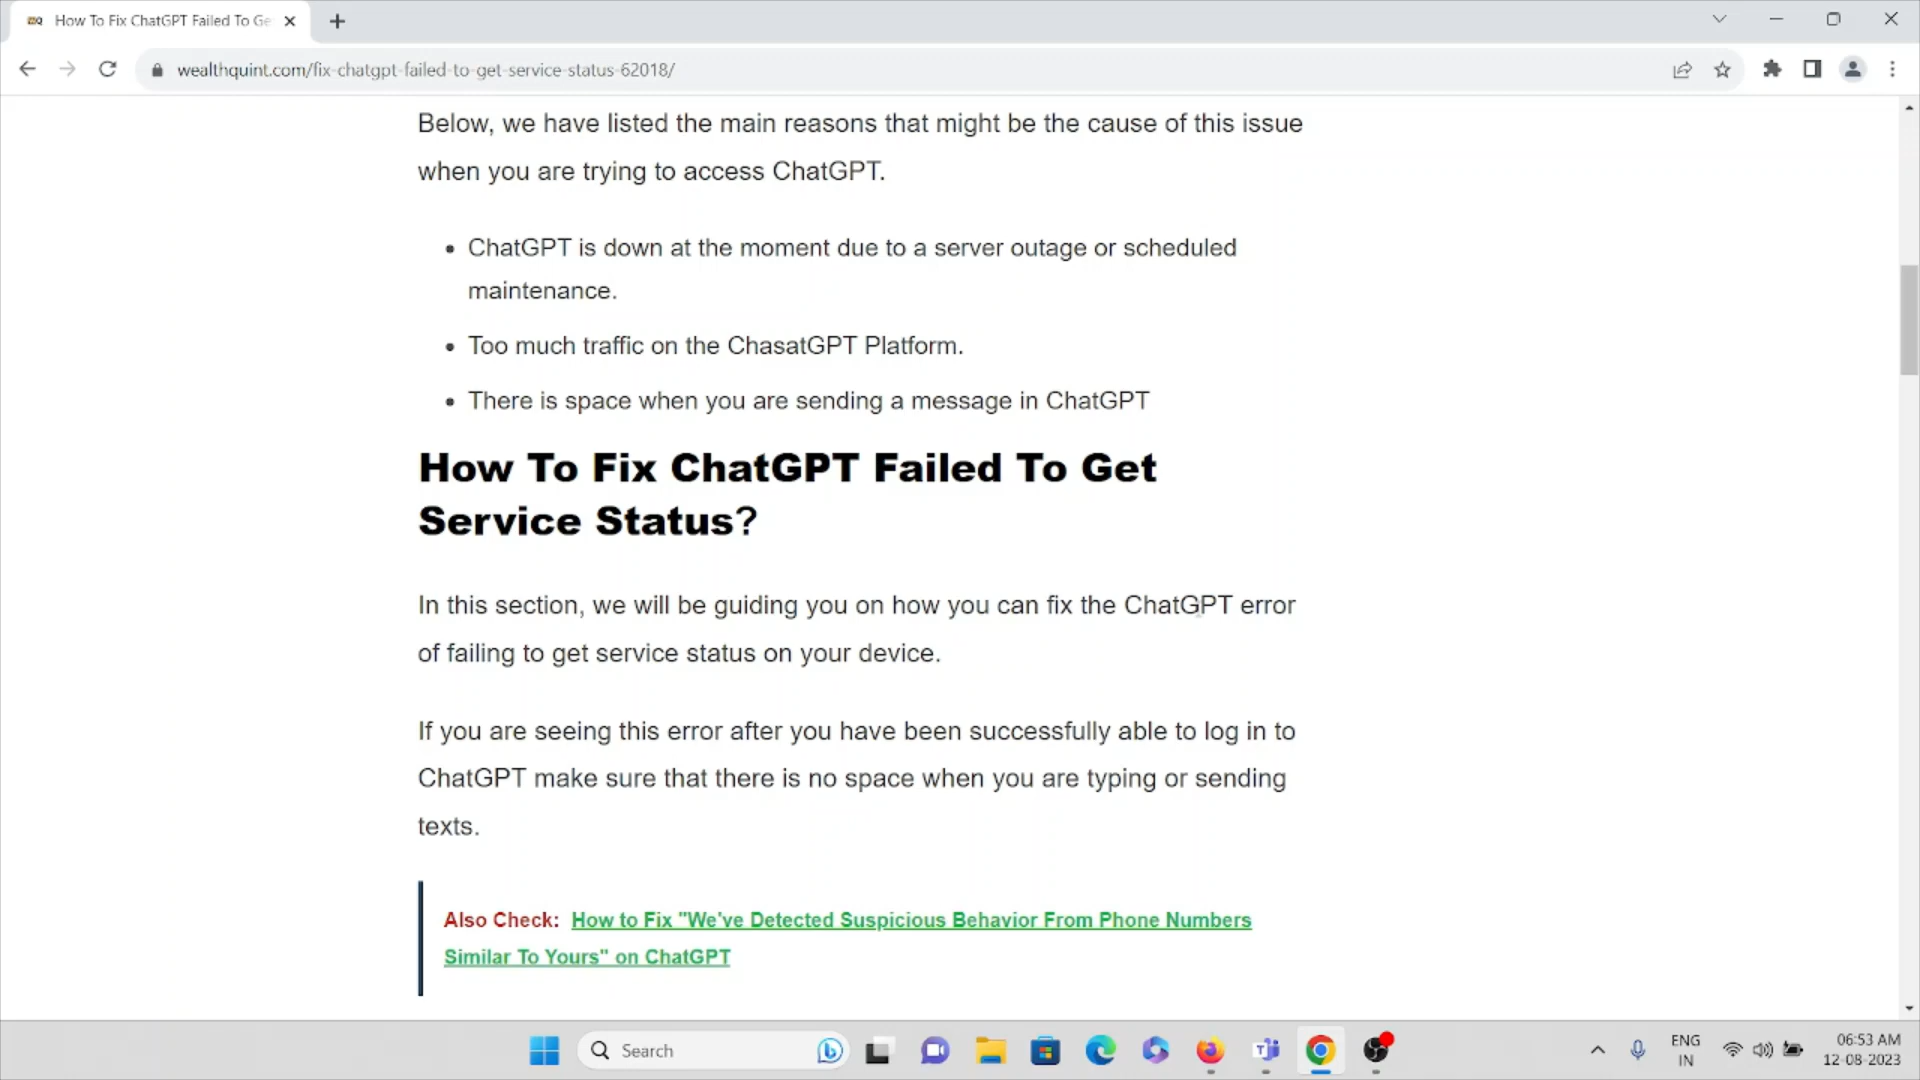 How To Fix ChatGPT Failed To Ge
wealthquint.com/fix-chatgpt-failed-to-get-service-status-62018/
Below, we have listed the main reasons that might be the cause of this issue
when you are trying to access ChatGPT.
• ChatGPT is down at the moment due to a server outage or scheduled
maintenance.
• Too much traffic on the ChasatGPT Platform.
• There is space when you are sending a message in ChatGPT
How To Fix ChatGPT Failed To Get
Service Status?
In this section, we will be guiding you on how you can fix the ChatGPT error
of failing to get service status on your device.
If you are seeing this error after you have been successfully able to log in to
ChatGPT make sure that there is no space when you are typing or sending
texts.
Also Check: How to Fix "We've Detected Suspicious Behavior From Phone Numbers
Similar To Yours" on ChatGPT
Search
ENG
IN
06:53 AM
12-08-2023